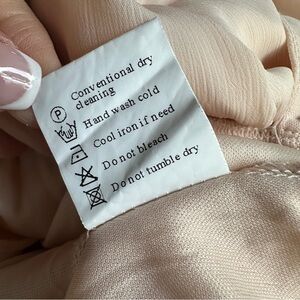 Conventional dry
cleaning
P
Hand wash cold
Cool iron if need
Do not bleach
Do not tumble dry